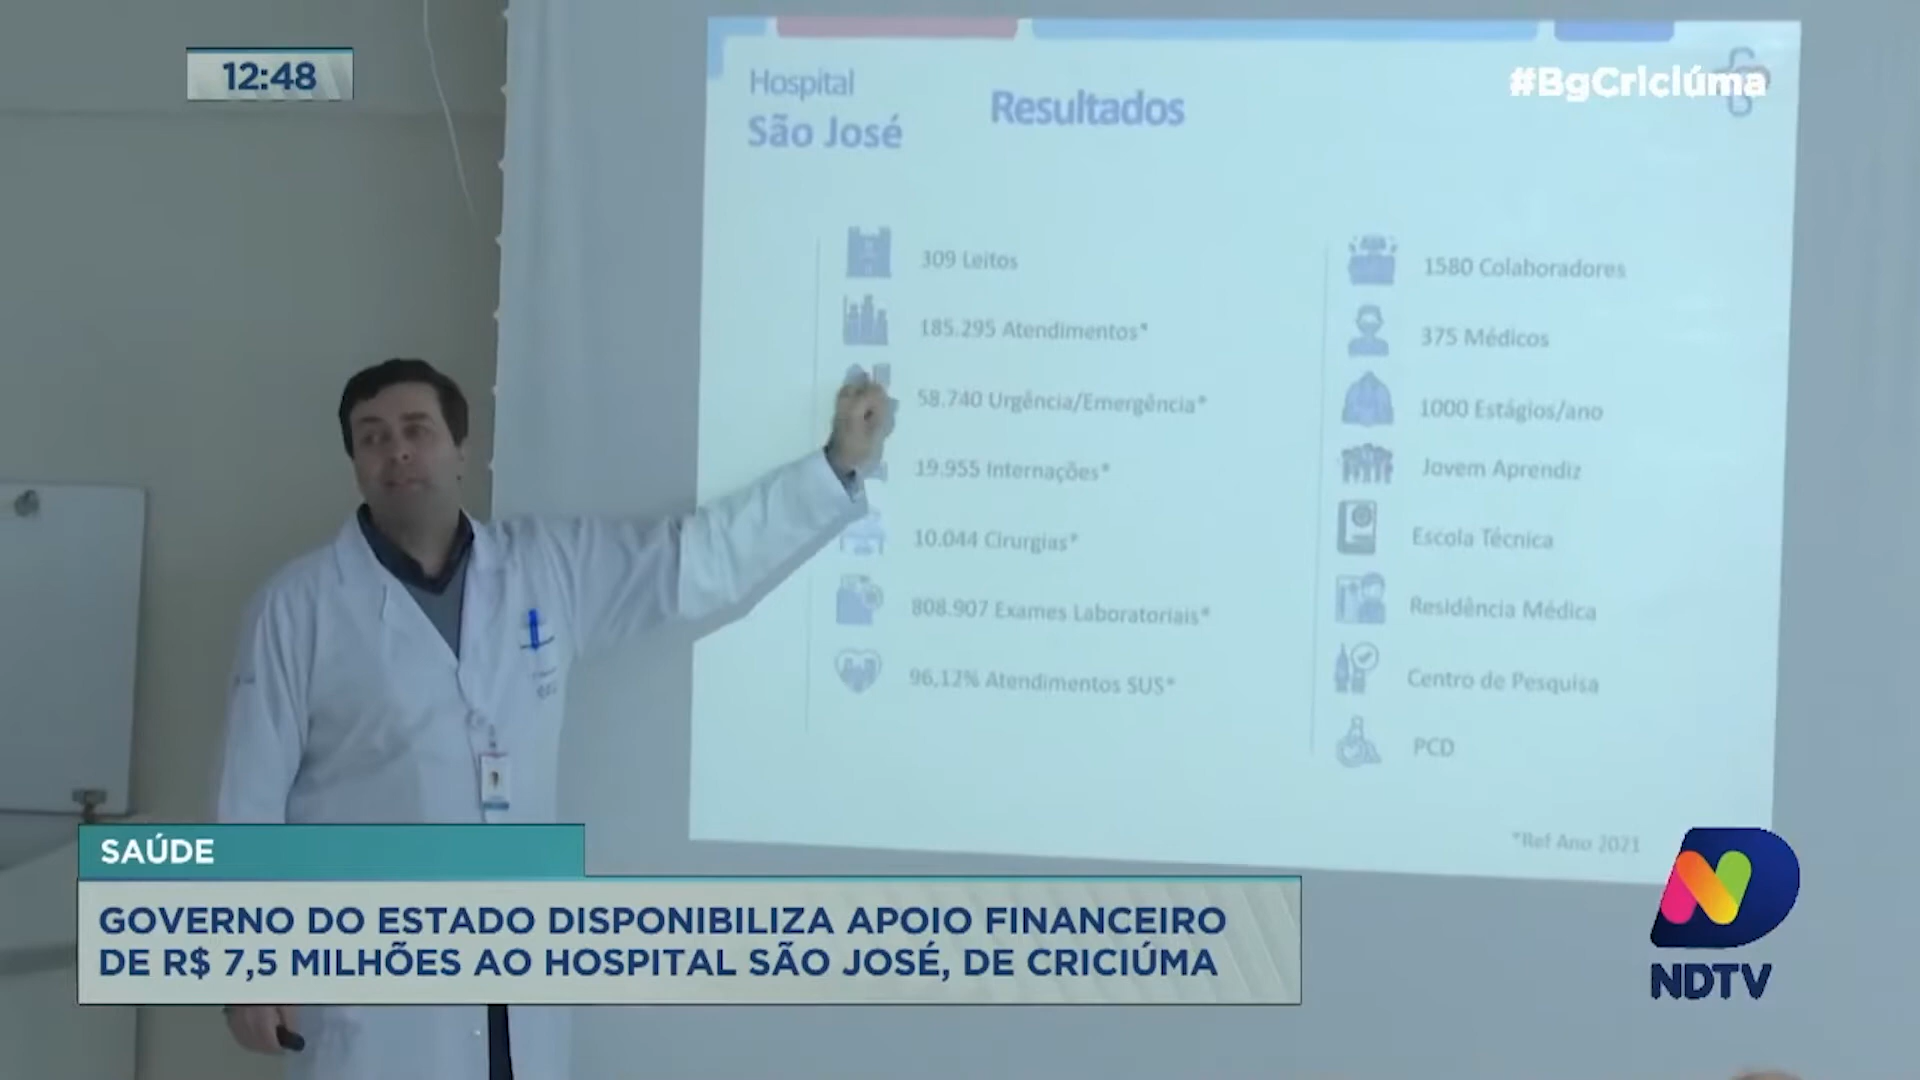 12:48
#BgCriciúma
Hospital
São José
Resultados
309 Leitos
185.295 Atendimentos*
58.740 Urgência/Emergência*
19.955 Internações*
10.044 Cirurgias*
808.907 Exames Laboratoriais*
96,12% Atendimentos SUS*
1580 Colaboradores
375 Médicos
1000 Estágios/ano
Jovem Aprendiz
Escola Técnica
Residência Médica
Centro de Pesquisa
PCD
*Ref Ano 2021
SAÚDE
GOVERNO DO ESTADO DISPONIBILIZA APOIO FINANCEIRO
DE R$ 7,5 MILHÕES AO HOSPITAL SÃO JOSÉ, DE CRICIÚMA
NDTV